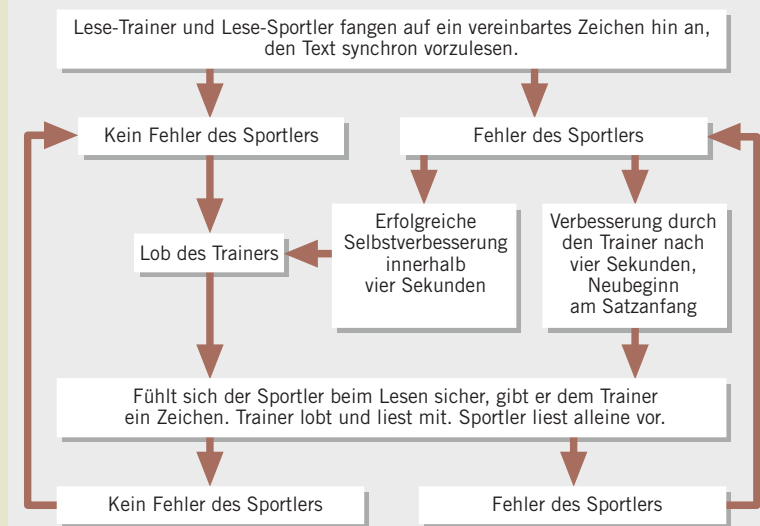 Lese-Trainer und Lese-Sportler fangen auf ein vereinbartes Zeichen hin an,
den Text synchron vorzulesen.
Kein Fehler des Sportlers
Fehler des Sportlers
Lob des Trainers
Erfolgreiche
Selbstverbesserung
innerhalb
vier Sekunden
Verbesserung durch
den Trainer nach
vier Sekunden,
Neubeginn
am Satzanfang
Fühlt sich der Sportler beim Lesen sicher, gibt er dem Trainer
ein Zeichen. Trainer lobt und liest mit. Sportler liest alleine vor.
Kein Fehler des Sportlers
Fehler des Sportlers